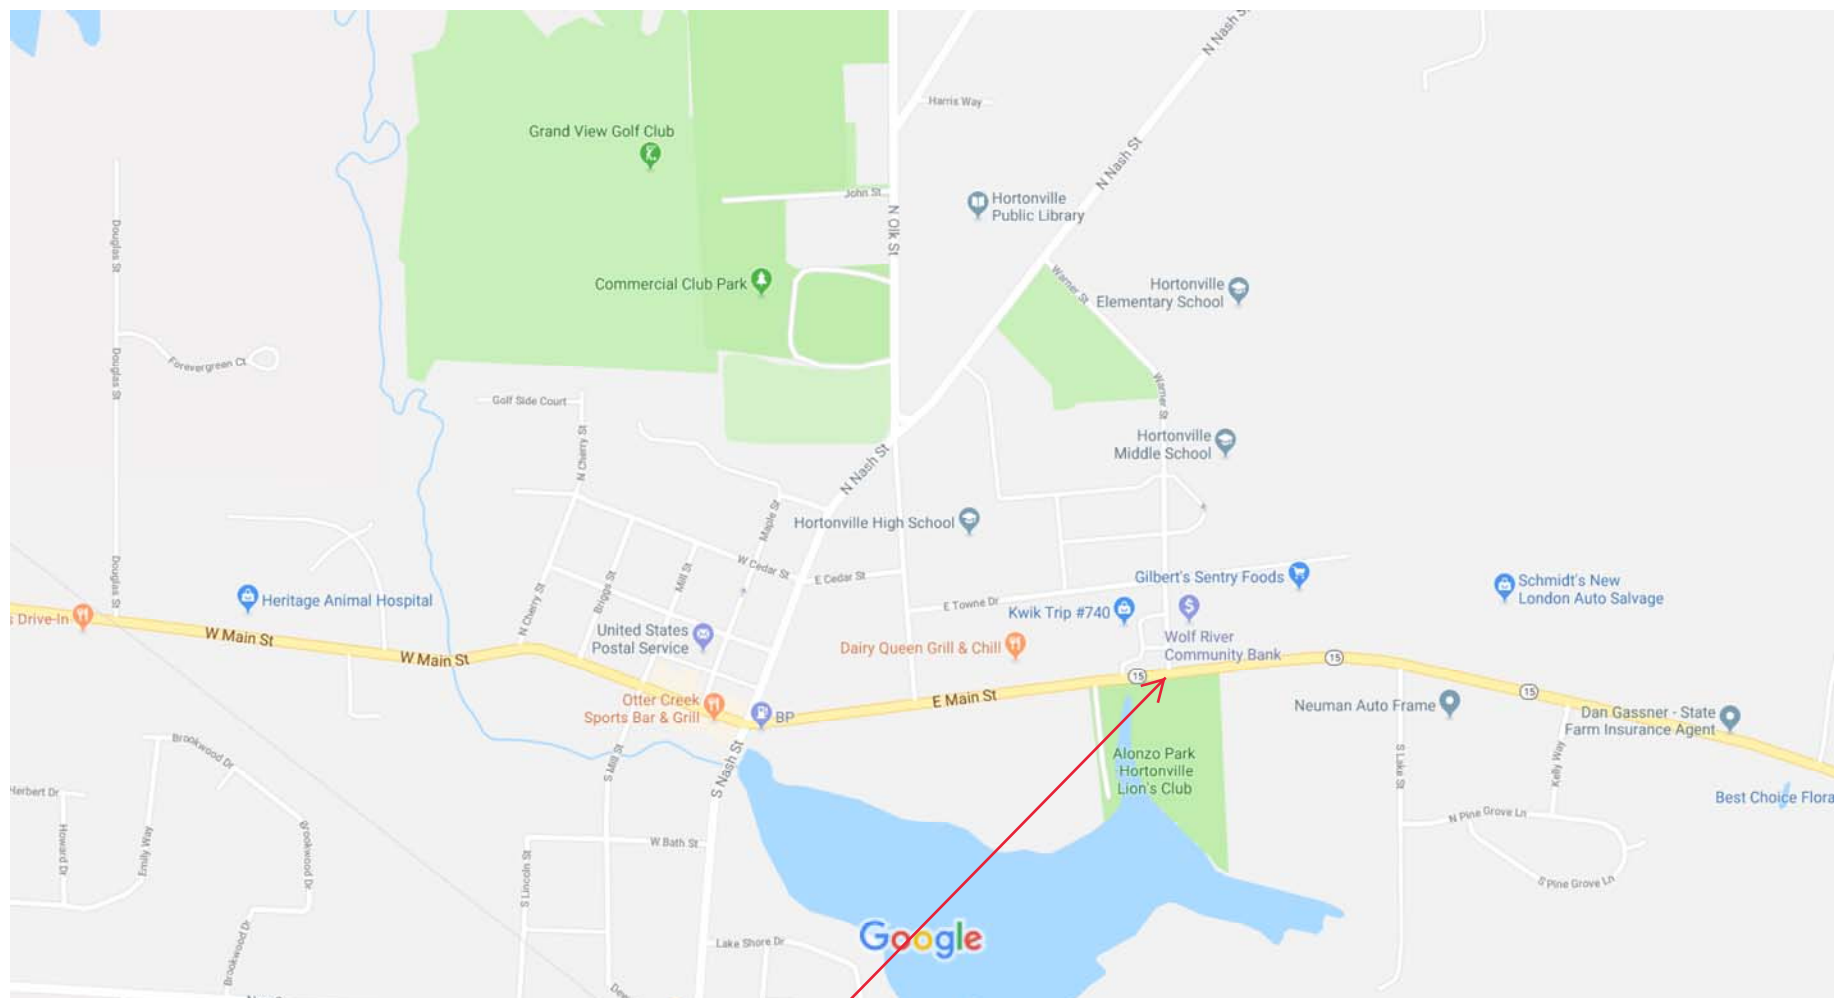 N Nash St
Harris Way
Grand View Golf Club
N Nash St
John St
Hortonville
Public Library
N Olk St
Douglas St
Commercial Club Park
Warner St
Hortonville
Elementary School
Douglas St
Forevergreen Ct
Golf Side Court
Warner St
N Cherry St
Hortonville
Middle School
N Nash St
Maple St
Hortonville High School
W Cedar St
E Cedar St
Mill St
Briggs St
Douglas St
Gilbert's Sentry Foods
Schmidt's New
London Auto Salvage
Heritage Animal Hospital
N Cherry St
E Towne Dr
Kwik Trip #740
s Drive-In
W Main St
United States
Postal Service
Dairy Queen Grill & Chill
Wolf River
Community Bank
W Main St
15
15
15
Otter Creek
Sports Bar & Grill
BP
E Main St
Neuman Auto Frame
Dan Gassner - State
Farm Insurance Agent
Brookwood Dr
S Mill St
S Nash St
Alonzo Park
Hortonville
Lion's Club
S Lake St
Kelly Way
Herbert Dr
Best Choice Flora
Howard Dr
Emily Way
Brookwood Dr
W Bath St
N Pine Grove Ln
S Lincoln St
S Pine Grove Ln
Brookwood Dr
Lake Shore Dr
Google